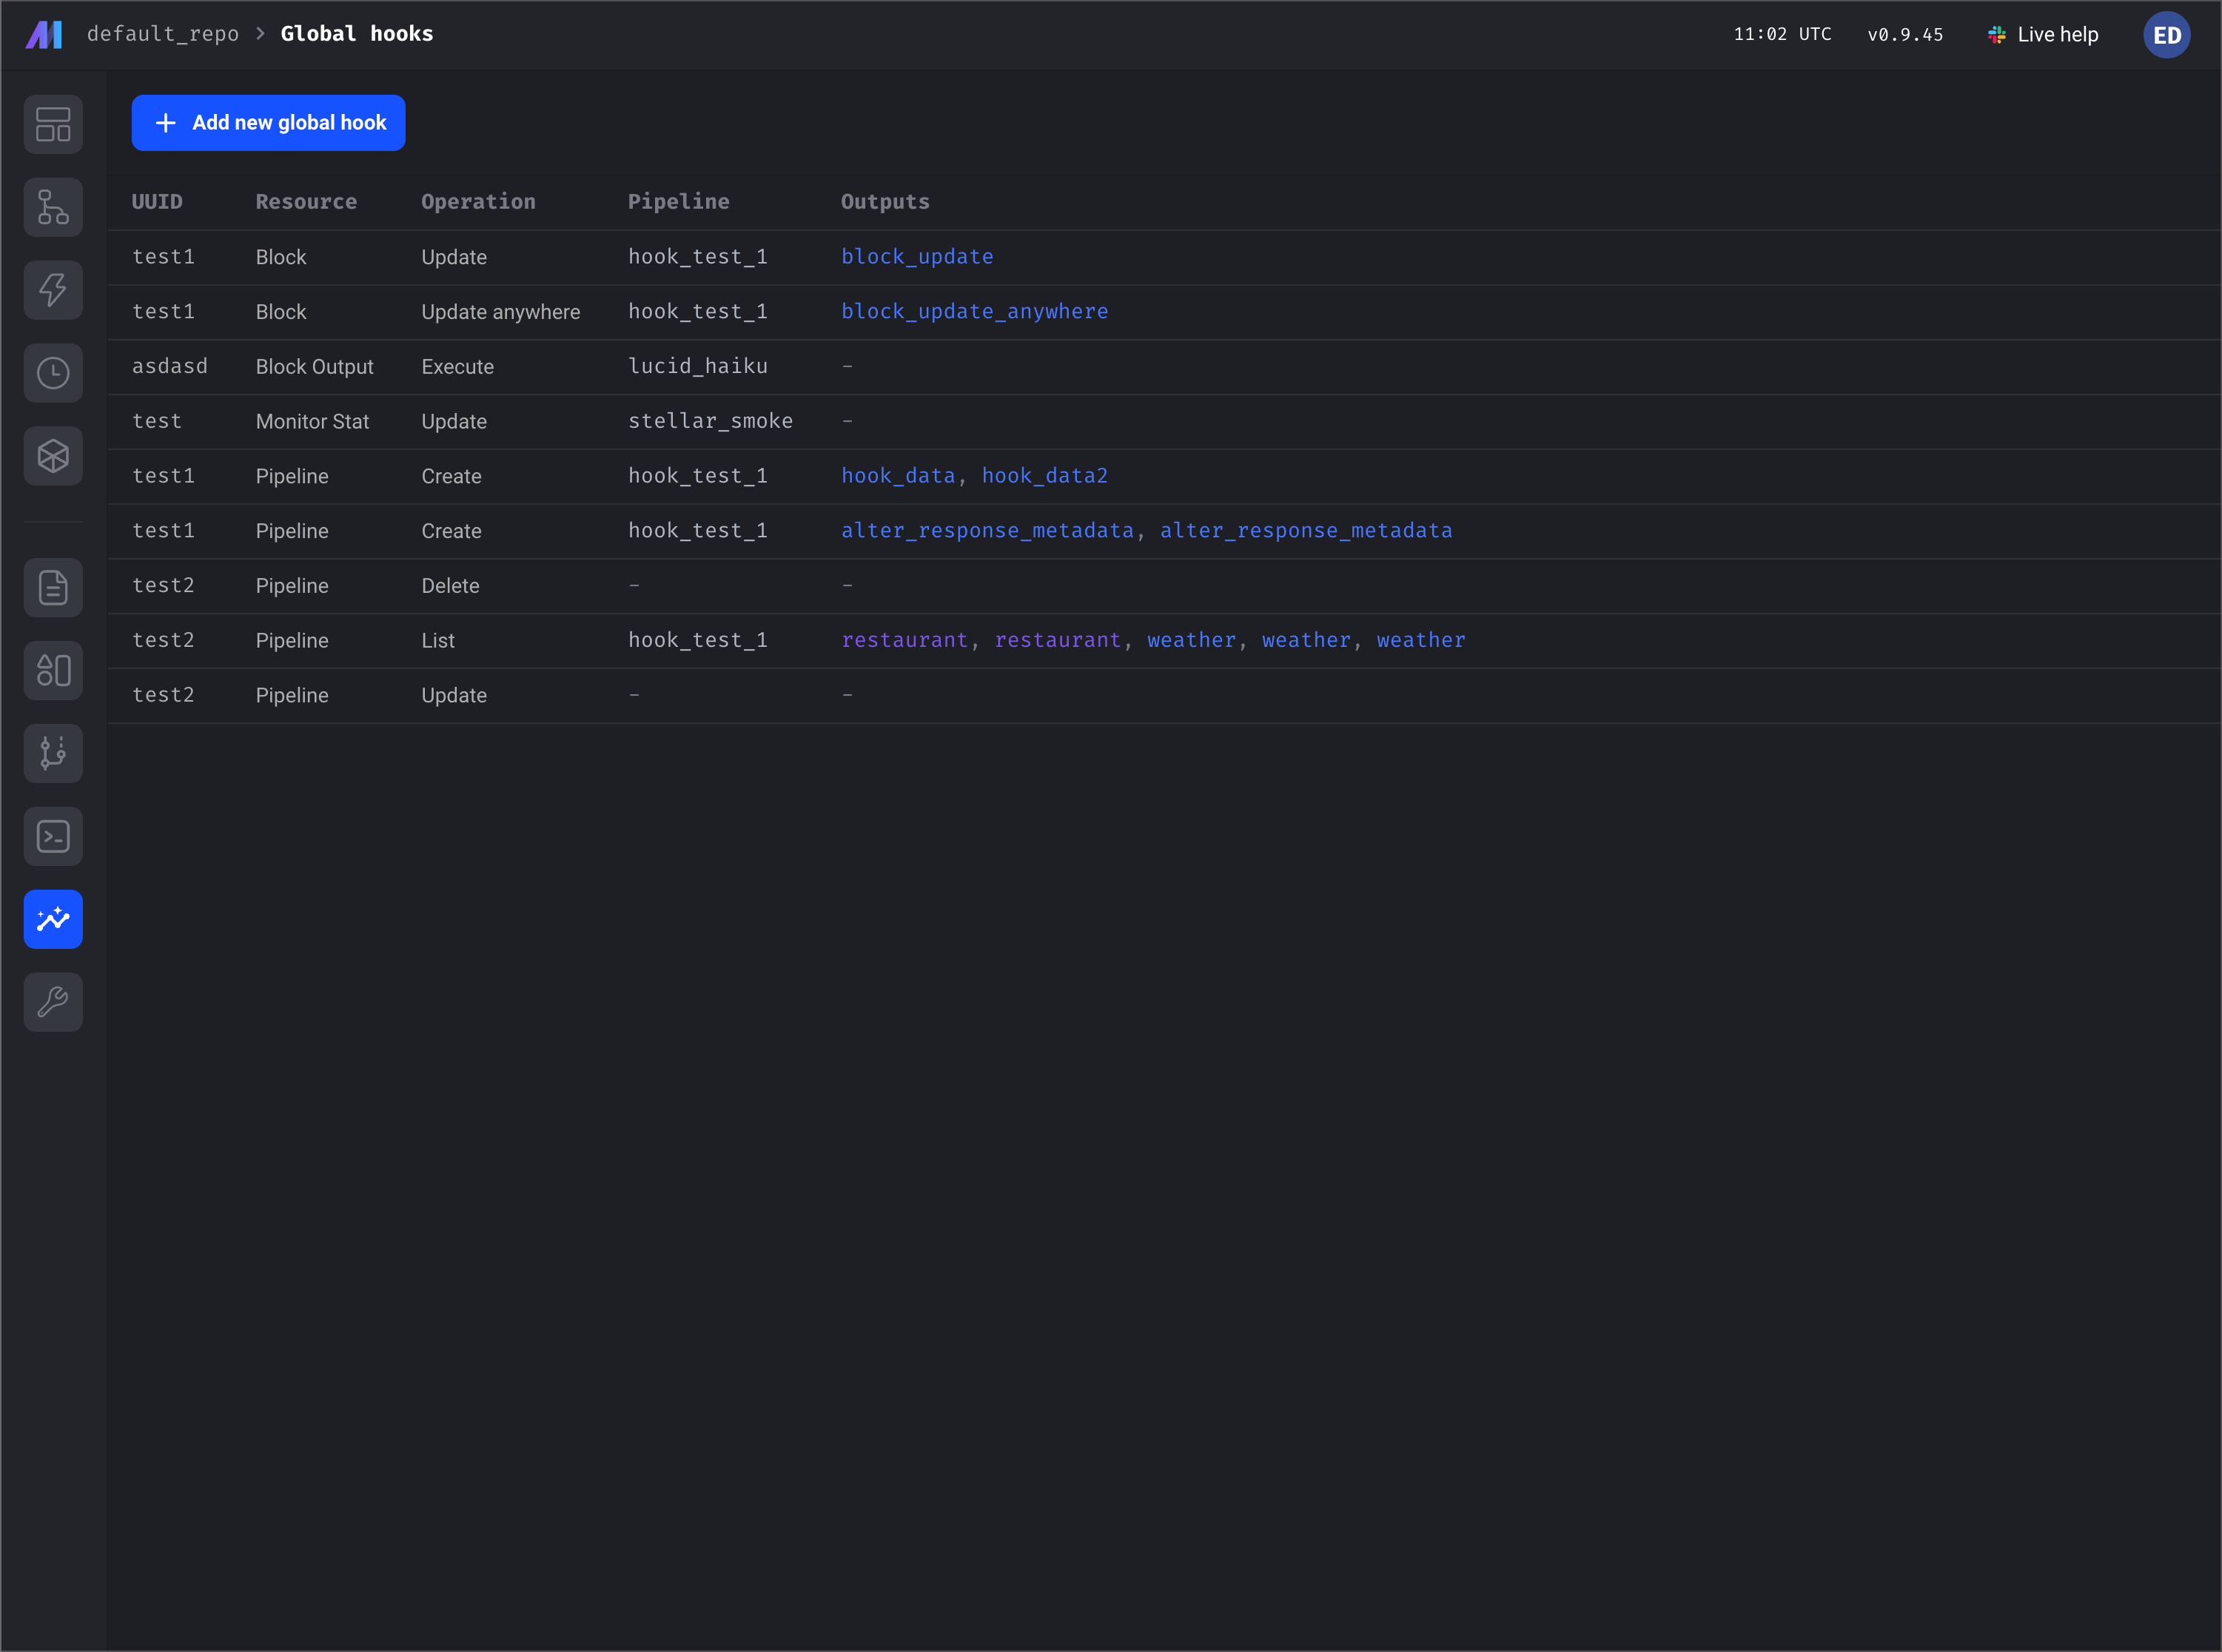 default_repo > Global hooks 11:02 UTC v0.9.45 Live help ED
Add new global hook
UUID Resource Operation Pipeline Outputs
test1 Block Update hook_test_1 block_update
test1 Block Update anywhere hook_test_1 block_update_anywhere
asdasd Block Output Execute lucid_haiku -
test Monitor Stat Update stellar_smoke -
test1 Pipeline Create hook_test_1 hook_data, hook_data2
test1 Pipeline Create hook_test_1 alter_response_metadata, alter_response_metadata
test2 Pipeline Delete - -
test2 Pipeline List hook_test_1 restaurant, restaurant, weather, weather, weather
test2 Pipeline Update - -